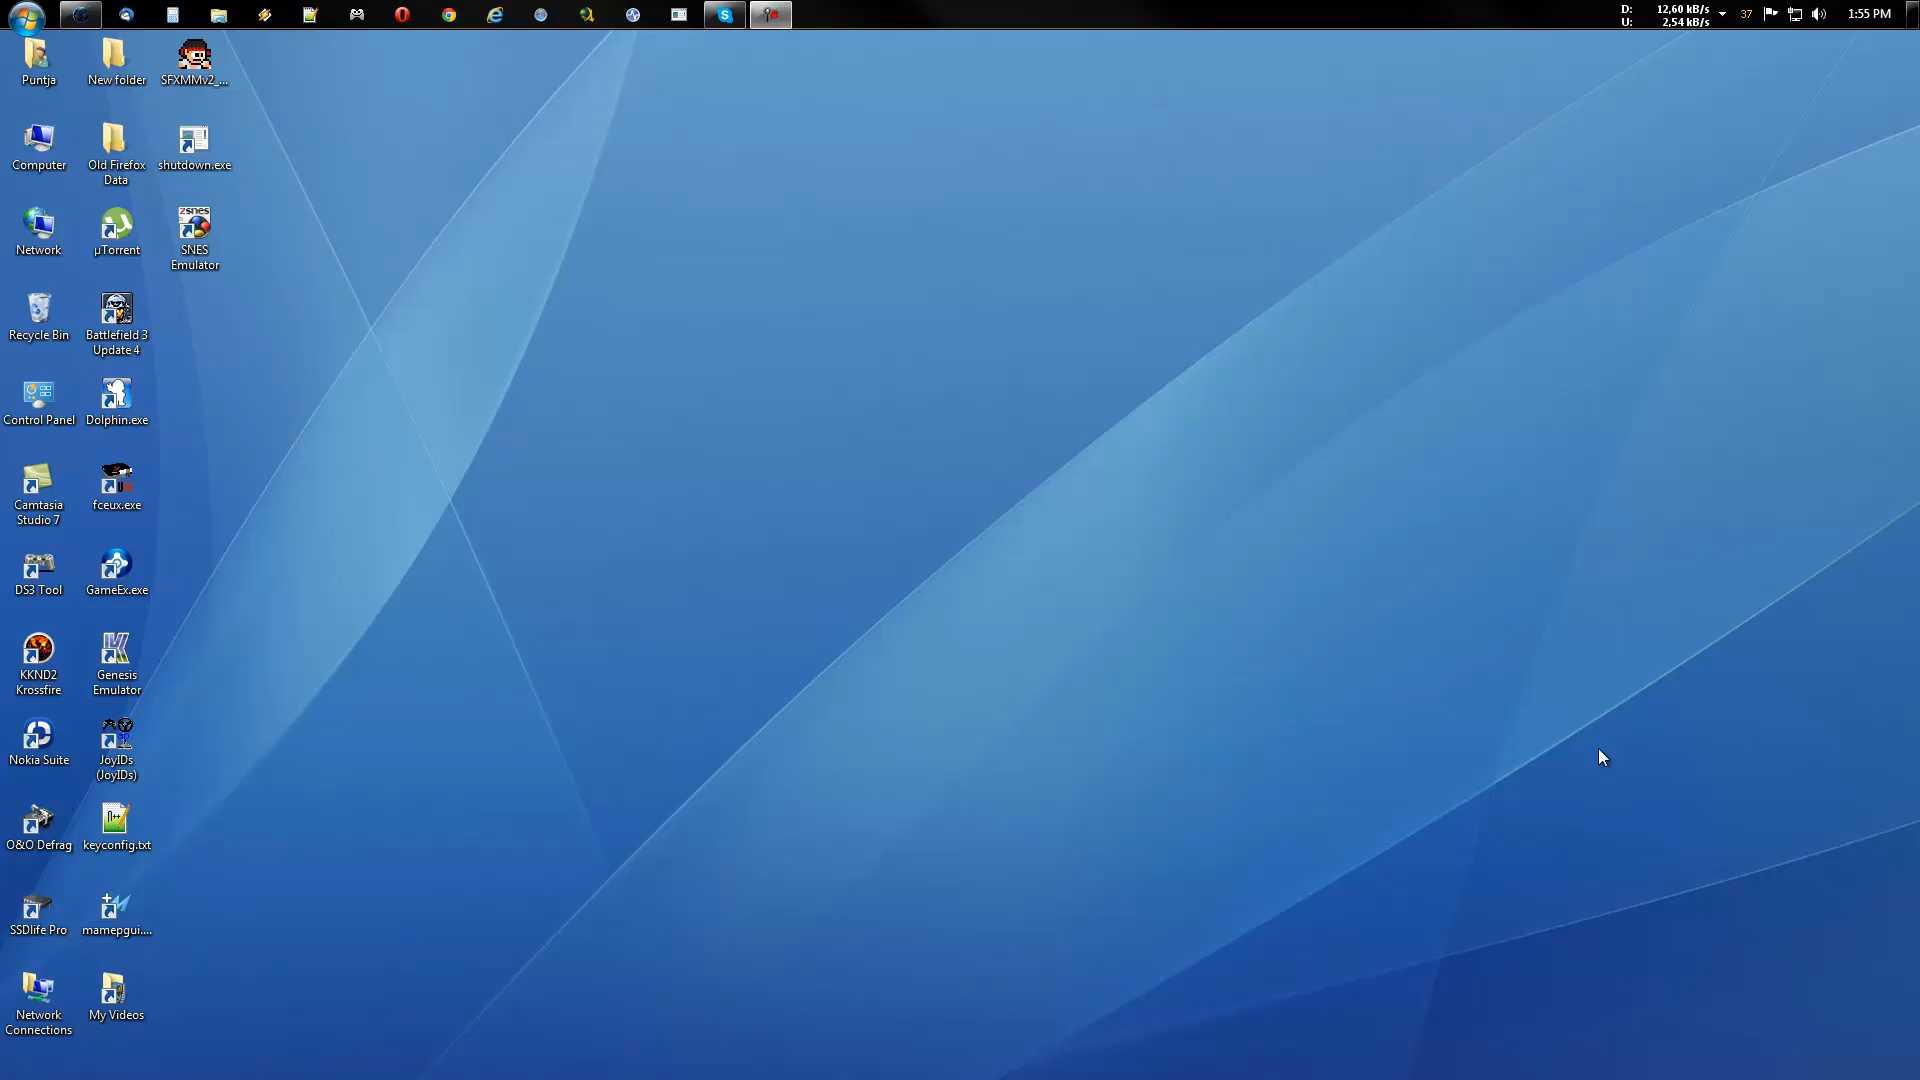 D: 12,60 kB/s
U: 2,54 kB/s
37
1:55 PM
Puntja
New folder
SFXMMv2_...
Computer
Old Firefox
Data
shutdown.exe
Network
µTorrent
zsnes
SNES
Emulator
Recycle Bin
Battlefield 3
Update 4
Control Panel
Dolphin.exe
Camtasia
Studio 7
fceux.exe
DS3 Tool
GameEx.exe
KKND2
Krossfire
Genesis
Emulator
Nokia Suite
JoyIDs
(JoyIDs)
O&O Defrag
keyconfig.txt
SSDlife Pro
mamepgui....
Network
Connections
My Videos